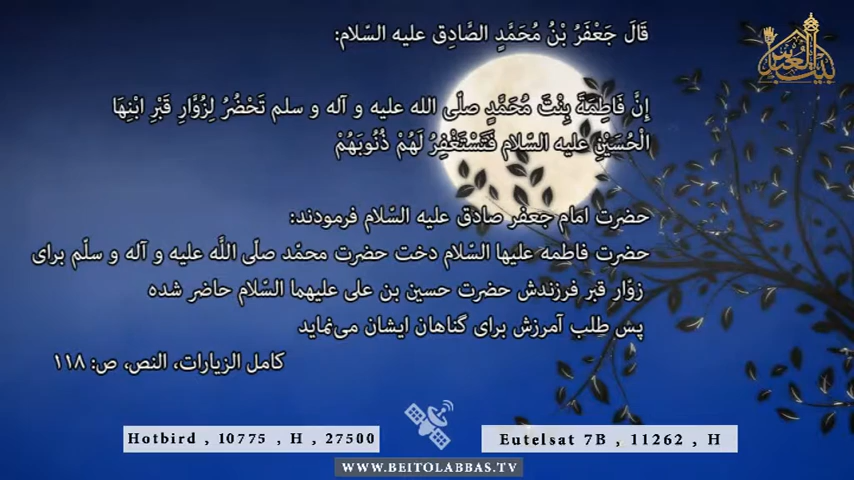 بيت العباس
قَالَ جَعْفَرُ بْنُ مُحَمَّدٍ الصَّادِق علیه السّلام:
إِنَّ فَاطِمَةَ بِنْتَ مُحَمَّدٍ صلّی الله علیه و آله و سلم تَحْضُرُ لِزُوَّارِ قَبْرِ ابْنِهَا
الْحُسَيْنِ علیه السّلام فَتَسْتَغْفِرُ لَهُمْ ذُنُوبَهُمْ
حضرت امام جعفر صادق علیه السّلام فرمودند:
حضرت فاطمه علیها السّلام دخت حضرت محمّد صلّی اللَّه علیه و آله و سلّم برای
زوّار قبر فرزندش حضرت حسین بن علی علیهما السّلام حاضر شده
پس طلب آمرزش برای گناهان ایشان می‌نماید
کامل الزیارات، النص، ص: ۱۱۸
Hotbird , 10775 , H , 27500
Eutelsat 7B , 11262 , H
WWW.BEITOLABBAS.TV